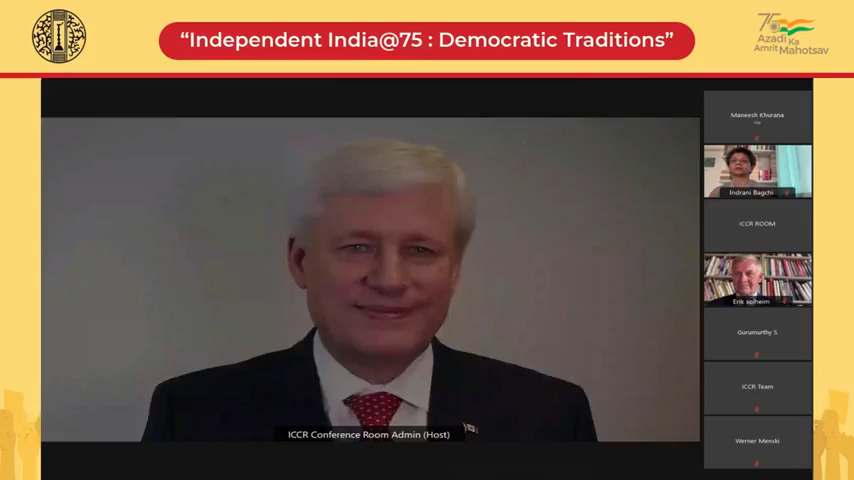 “Independent India@75 : Democratic Traditions”
75
Azadi
Ka
Amrit
Mahotsav
Maneesh Khurana
Indrani Bagchi
ICCR ROOM
Erik solheim
Gurumurthy S
ICCR Team
Werner Menski
ICCR Conference Room Admin (Host)